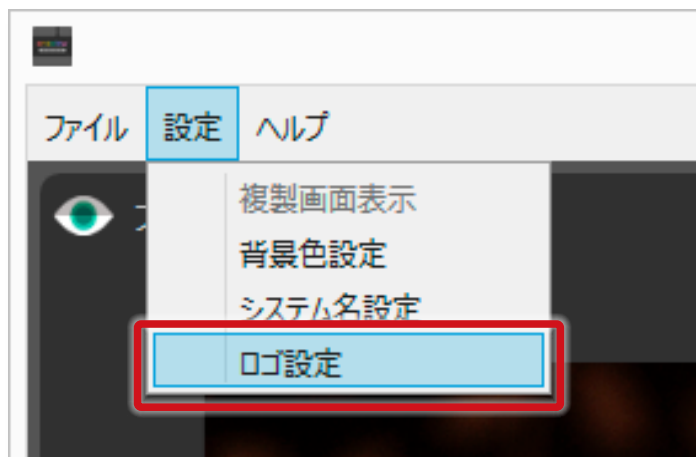 ファイル 設定 ヘルプ
複製画面表示
背景色設定
システム名設定
ロゴ設定